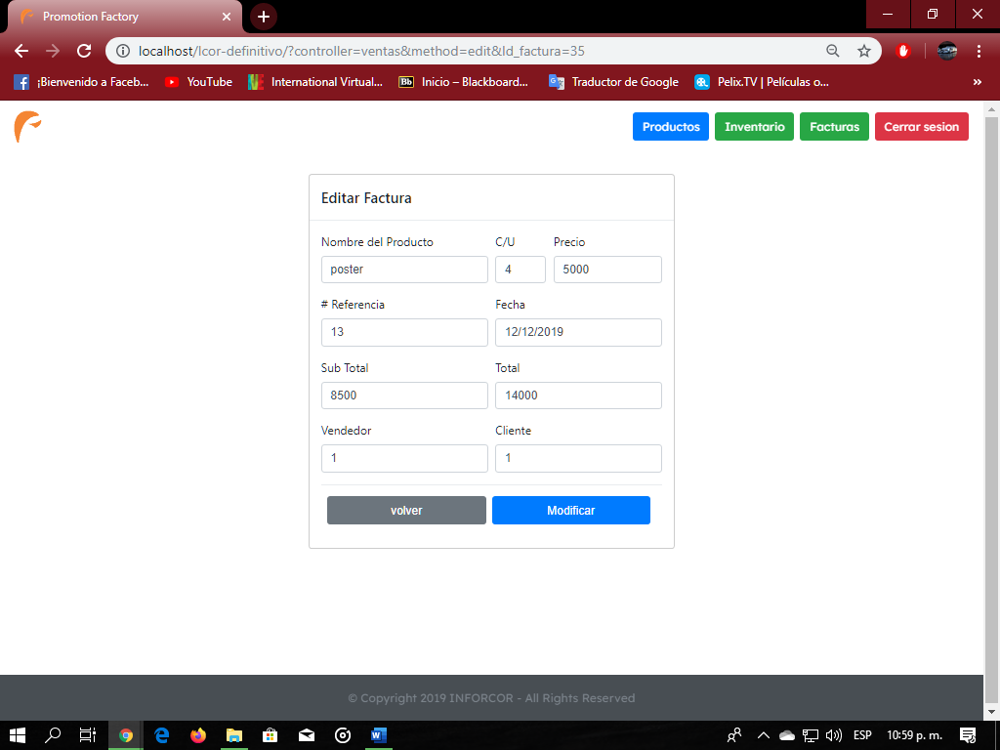 Promotion Factory
localhost/Icor-definitivo/?controller=ventas&method=edit&Id_factura=35
¡Bienvenido a Faceb... YouTube International Virtual... Bb Inicio – Blackboard... Traductor de Google Pelix.TV | Películas o... »
Productos Inventario Facturas Cerrar sesion
Editar Factura
Nombre del Producto C/U Precio
poster 4 5000
# Referencia Fecha
13 12/12/2019
Sub Total Total
8500 14000
Vendedor Cliente
1 1
volver Modificar
© Copyright 2019 INFORCOR - All Rights Reserved
ESP 10:59 p. m.